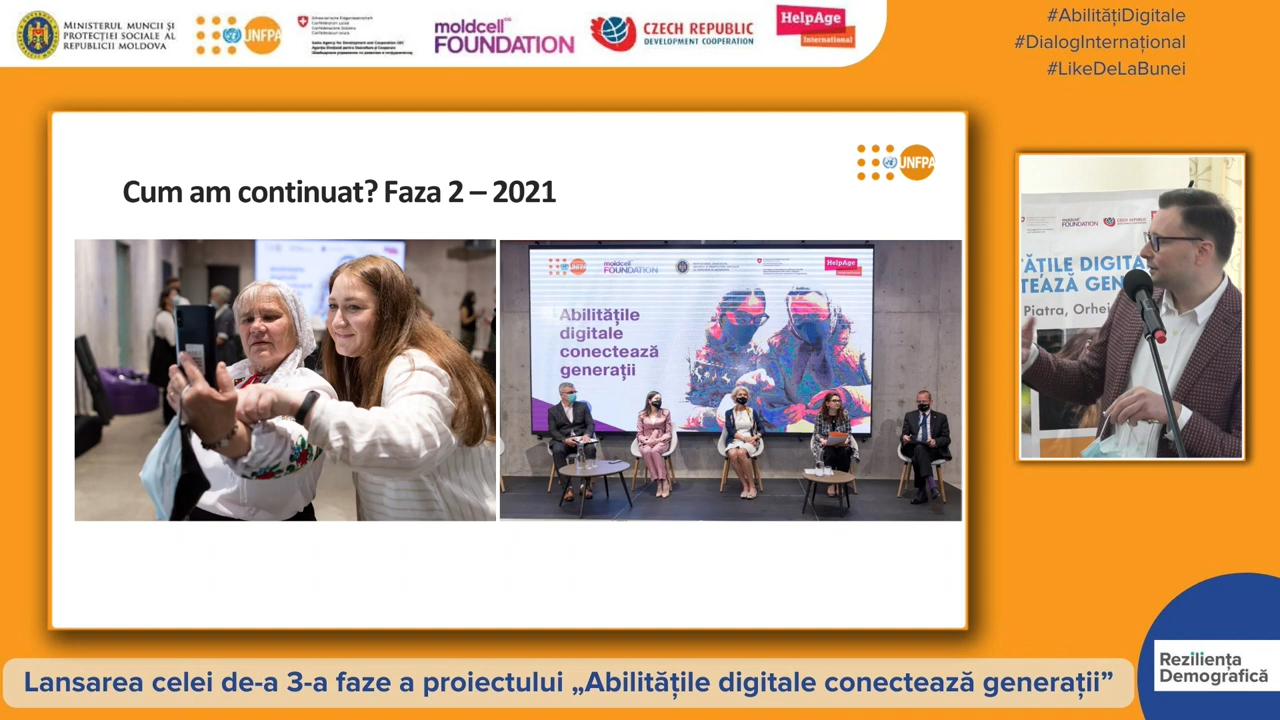 MINISTERUL MUNCII ȘI
PROTECȚIEI SOCIALE AL
REPUBLICII MOLDOVA
UNFPA
moldcell
FOUNDATION
CZECH REPUBLIC
DEVELOPMENT COOPERATION
HelpAge
International
#AbilitățiDigitale
#DialogInternațional
#LikeDeLaBunei
UNFPA
Cum am continuat? Faza 2 – 2021
UNFPA
moldcell
FOUNDATION
HelpAge
Abilitățile
digitale
conectează
generații
FOUNDATION
CZECH REPUBLIC
ĂȚILE DIGITA
TEAZĂ GEN
Piatra, Orhei
Lansarea celei de-a 3-a faze a proiectului „Abilitățile digitale conectează generații”
Reziliența
Demografică